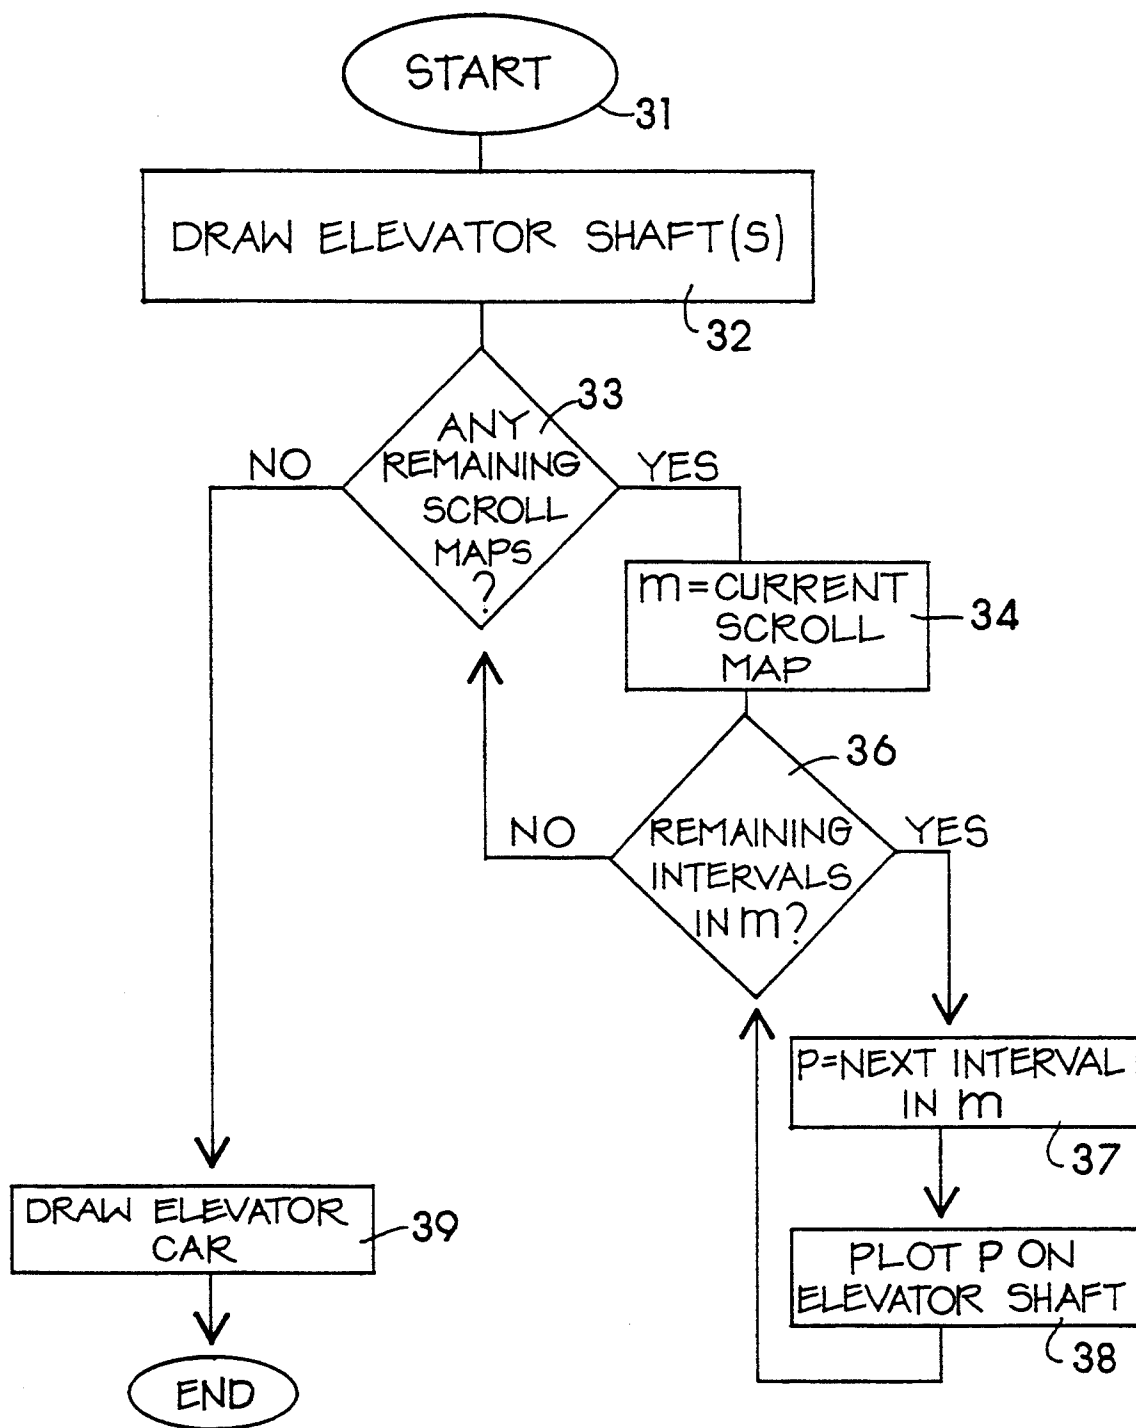 START
31
DRAW ELEVATOR SHAFT(S)
32
33
ANY
REMAINING
SCROLL
MAPS
?
NO
YES
m=CURRENT
SCROLL
MAP
34
36
REMAINING
INTERVALS
IN m?
NO
YES
P=NEXT INTERVAL
IN m
37
PLOT P ON
ELEVATOR SHAFT
38
DRAW ELEVATOR
CAR
39
END